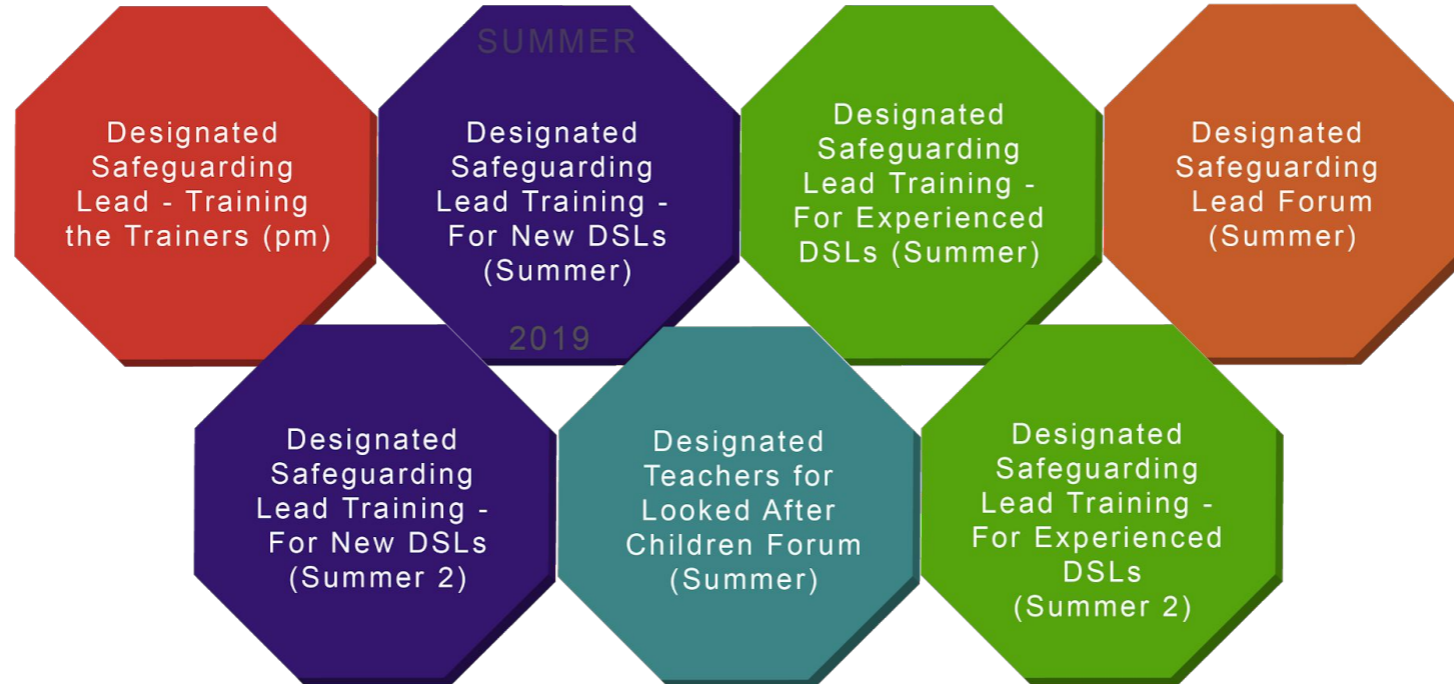 Designated
Safeguarding
Lead - Training
the Trainers (pm)
SUMMER
Designated
Safeguarding
Lead Training -
For New DSLs
(Summer)
2019
Designated
Safeguarding
Lead Training -
For Experienced
DSLs (Summer)
Designated
Safeguarding
Lead Forum
(Summer)
Designated
Safeguarding
Lead Training -
For New DSLs
(Summer 2)
Designated
Teachers for
Looked After
Children Forum
(Summer)
Designated
Safeguarding
Lead Training -
For Experienced
DSLs
(Summer 2)